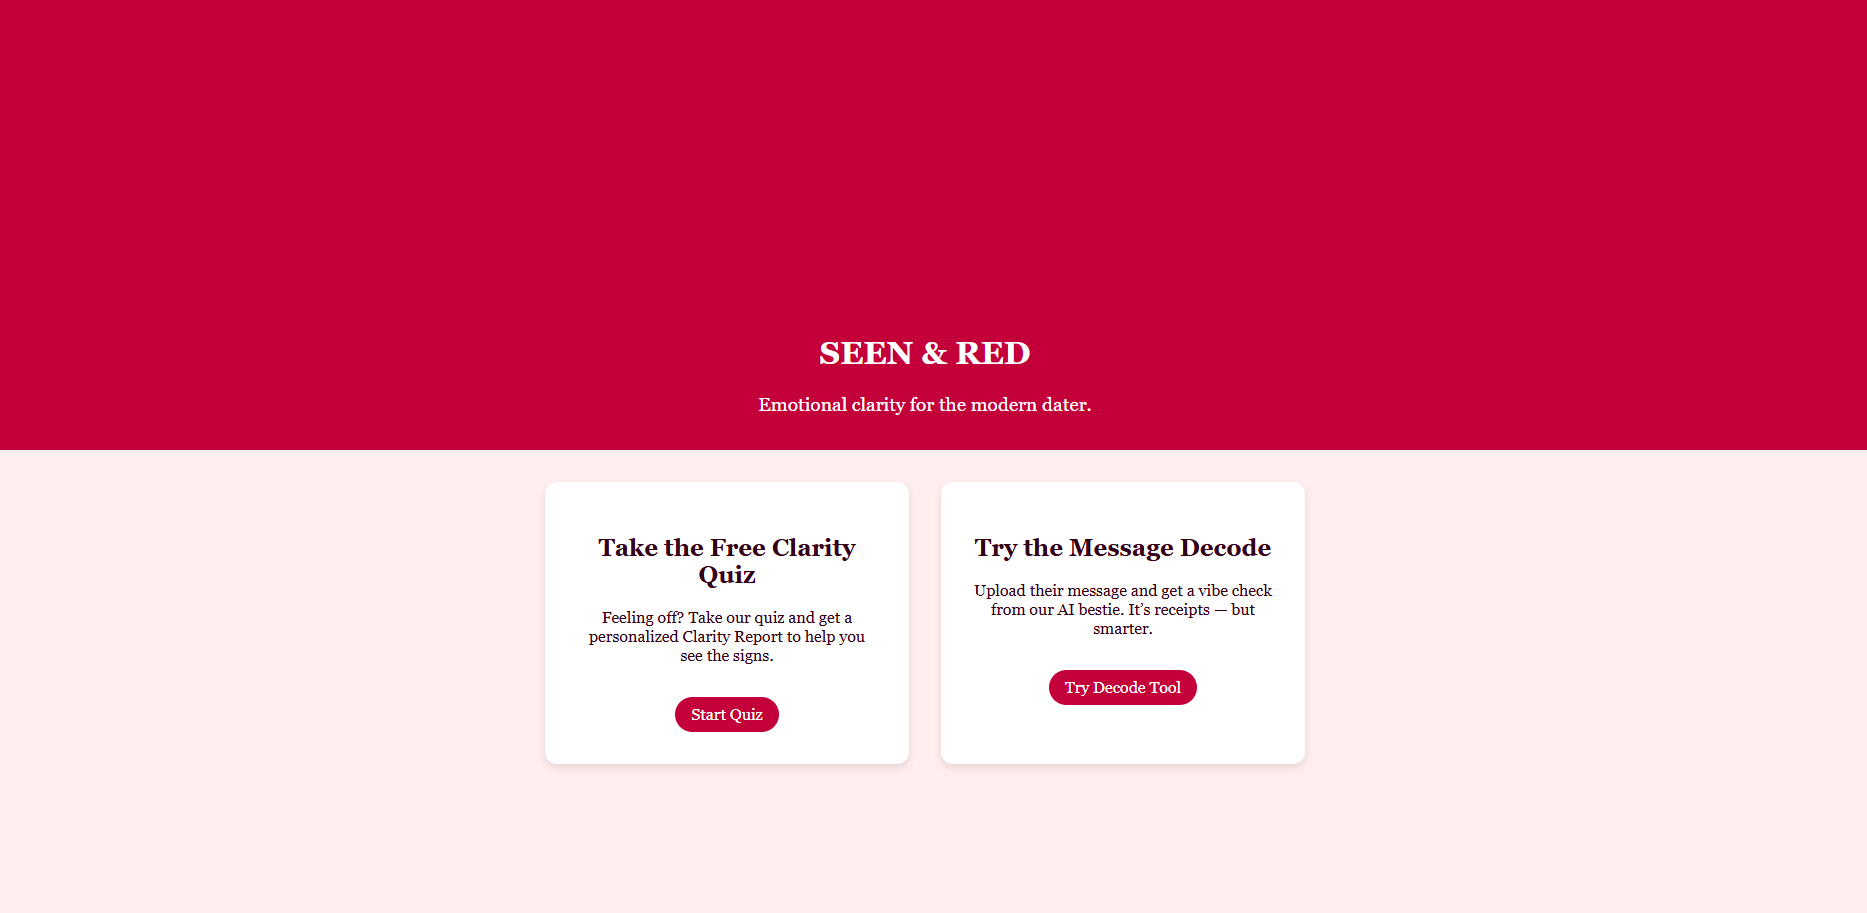 SEEN & RED
Emotional clarity for the modern dater.
Take the Free Clarity
Quiz
Feeling off? Take our quiz and get a
personalized Clarity Report to help you
see the signs.
Start Quiz
Try the Message Decode
Upload their message and get a vibe check
from our AI bestie. It’s receipts — but
smarter.
Try Decode Tool